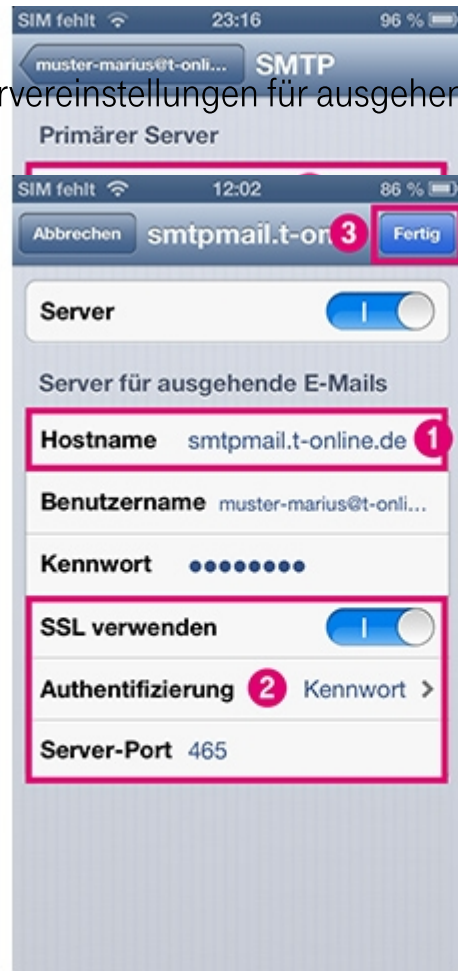 SIM fehlt 23:16 96 %
muster-marius@t-onli... SMTP
rvereinstellungen für ausgehen
Primärer Server
SIM fehlt 12:02 86 %
Abbrechen smtpmail.t-on 3 Fertig
Server
Server für ausgehende E-Mails
Hostname smtpmail.t-online.de 1
Benutzername muster-marius@t-onli...
Kennwort ●●●●●●●●
SSL verwenden
Authentifizierung 2 Kennwort >
Server-Port 465